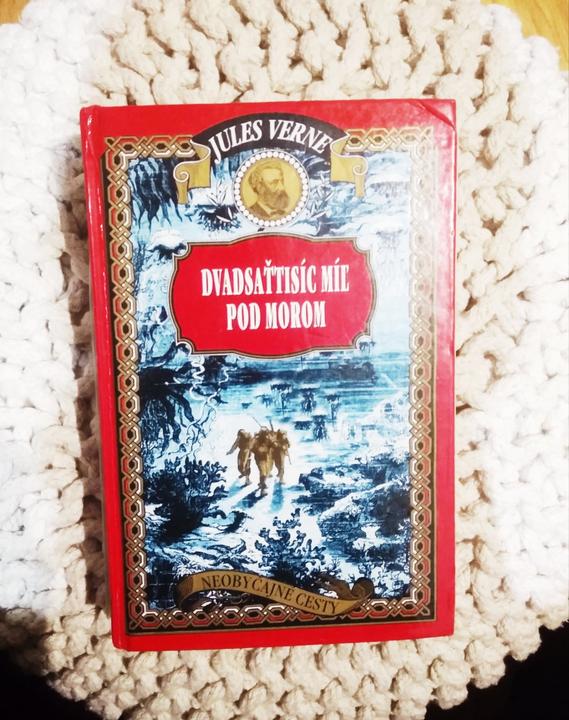 JULES VERNE
DVADSAŤTISÍC MÍĽ
POD MOROM
NEOBYČAJNÉ CESTY